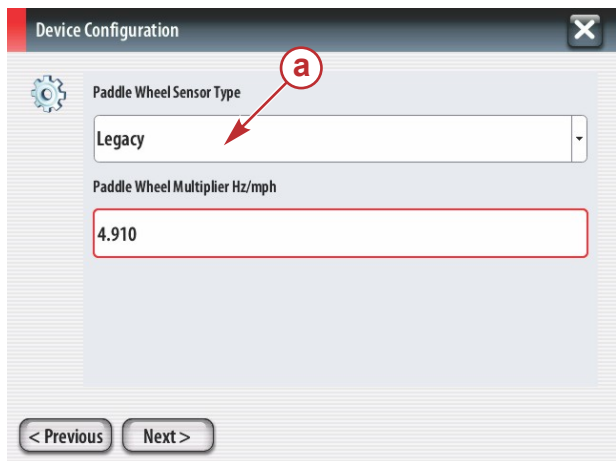 Device Configuration
a
Paddle Wheel Sensor Type
Legacy
Paddle Wheel Multiplier Hz/mph
4.910
< Previous
Next >